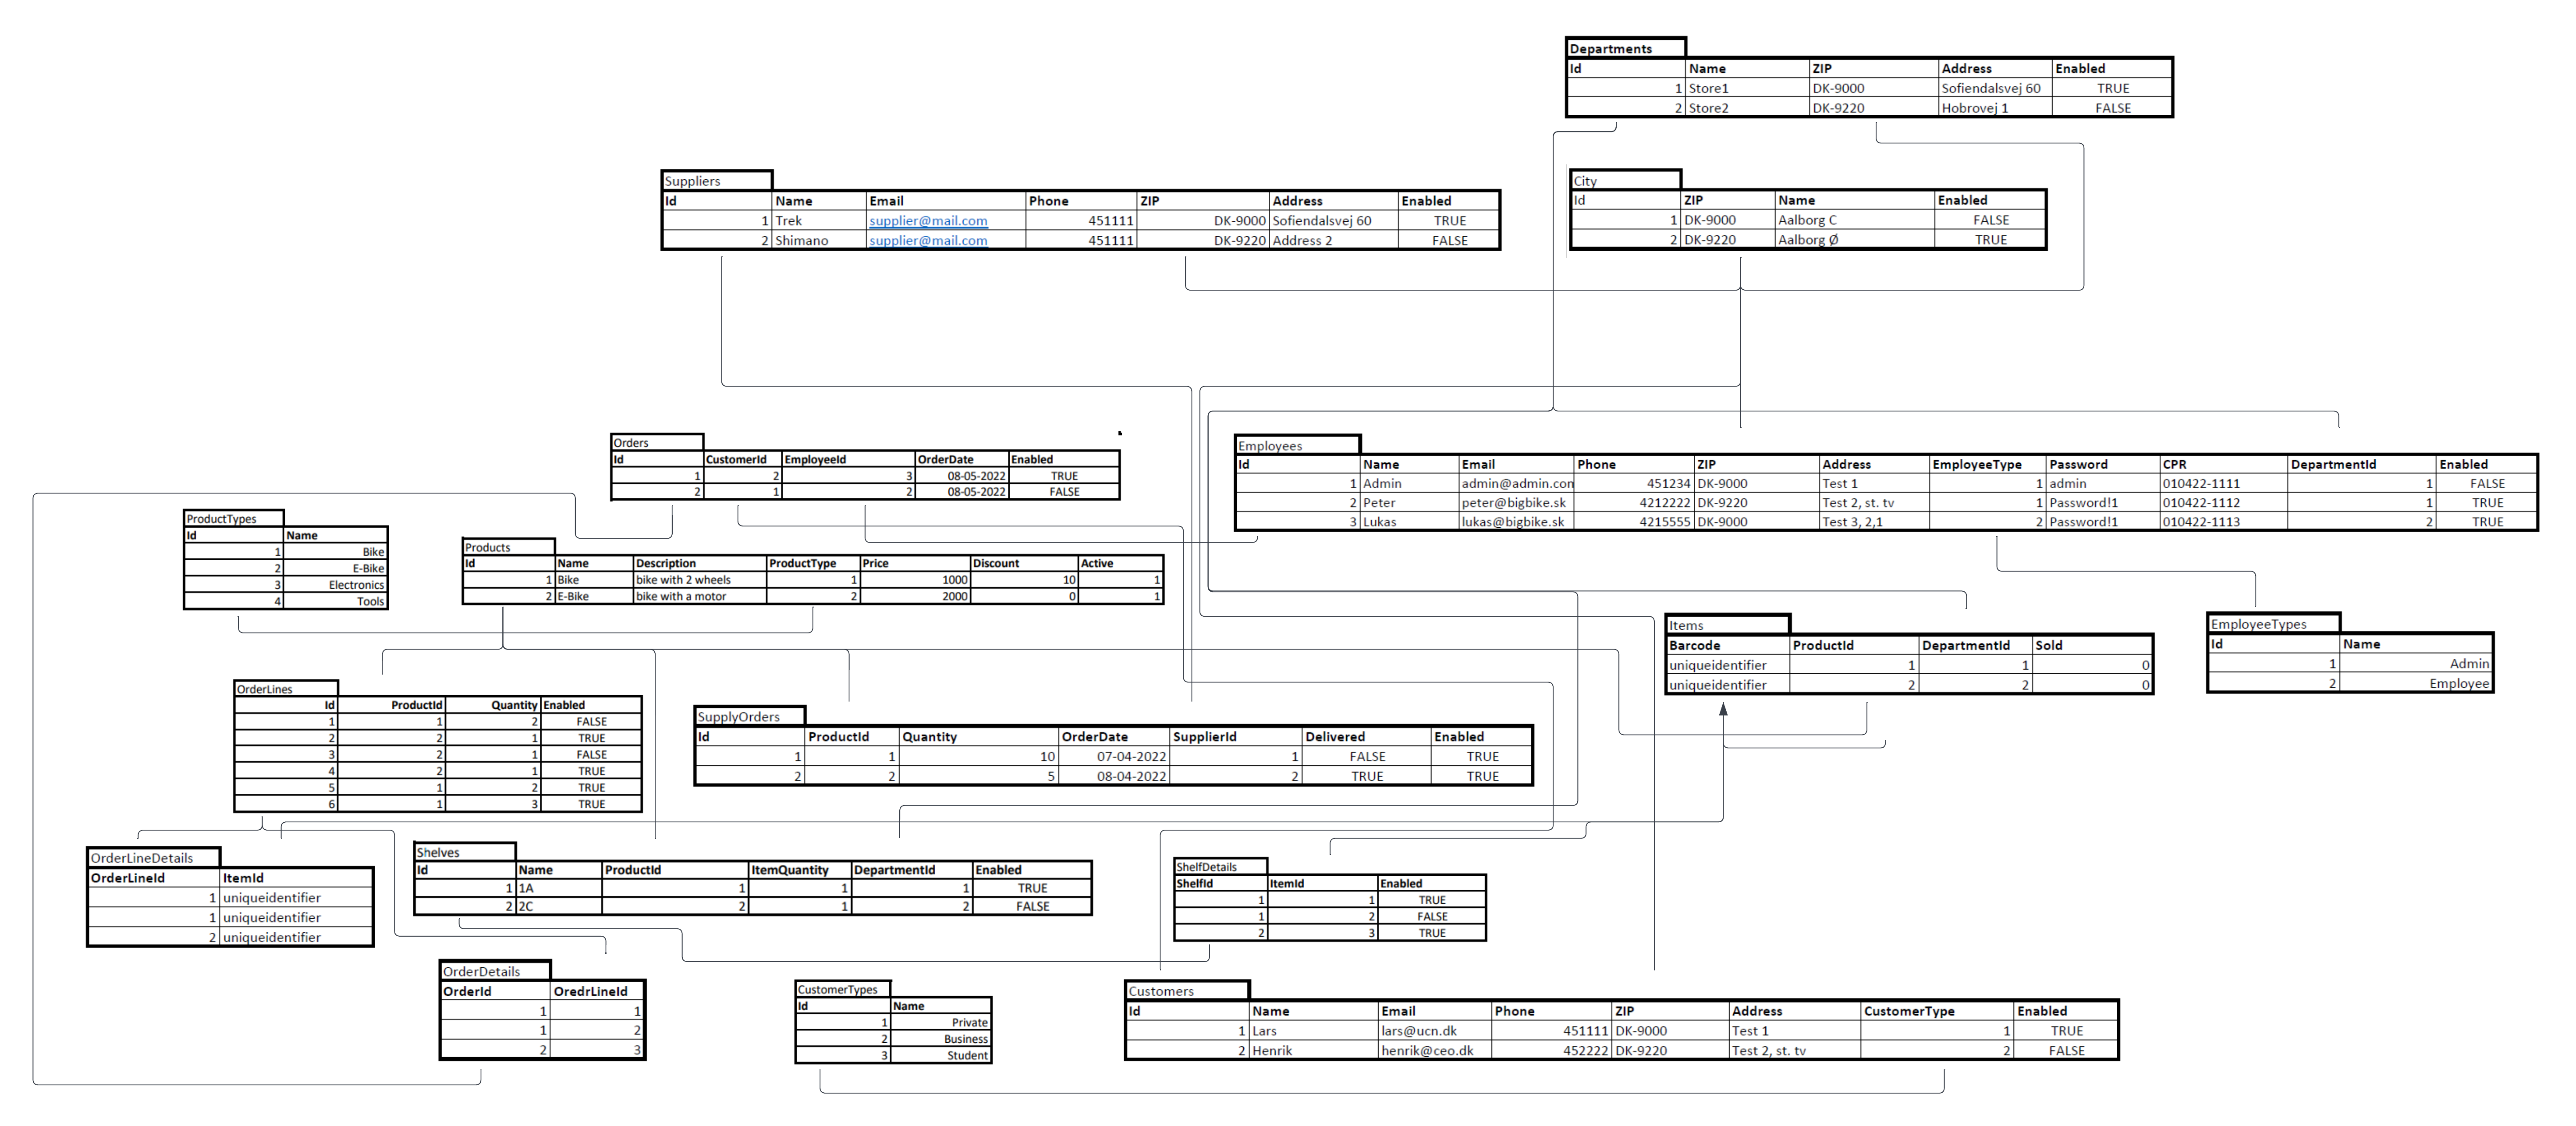 Departments
Id Name ZIP Address Enabled
1 Store1 DK-9000 Sofiendalsvej 60 TRUE
2 Store2 DK-9220 Hobrovej 1 FALSE
Suppliers
Id Name Email Phone ZIP Address Enabled
1 Trek supplier@mail.com 451111 DK-9000 Sofiendalsvej 60 TRUE
2 Shimano supplier@mail.com 451111 DK-9220 Address 2 FALSE
City
Id ZIP Name Enabled
1 DK-9000 Aalborg C FALSE
2 DK-9220 Aalborg Ø TRUE
Orders
Id CustomerId EmployeeId OrderDate Enabled
1 2 3 08-05-2022 TRUE
2 1 2 08-05-2022 FALSE
Employees
Id Name Email Phone ZIP Address EmployeeType Password CPR DepartmentId Enabled
1 Admin admin@admin.con 451234 DK-9000 Test 1 1 admin 010422-1111 1 FALSE
2 Peter peter@bigbike.sk 4212222 DK-9220 Test 2, st. tv 1 Password!1 010422-1112 1 TRUE
3 Lukas lukas@bigbike.sk 4215555 DK-9000 Test 3, 2,1 2 Password!1 010422-1113 2 TRUE
ProductTypes
Id Name
1 Bike
2 E-Bike
3 Electronics
4 Tools
Products
Id Name Description ProductType Price Discount Active
1 Bike bike with 2 wheels 1 1000 10 1
2 E-Bike bike with a motor 2 2000 0 1
Items
Barcode ProductId DepartmentId Sold
uniqueidentifier 1 1 0
uniqueidentifier 2 2 0
EmployeeTypes
Id Name
1 Admin
2 Employee
OrderLines
Id ProductId Quantity Enabled
1 1 2 FALSE
2 2 1 TRUE
3 2 1 FALSE
4 2 1 TRUE
5 1 2 TRUE
6 1 3 TRUE
SupplyOrders
Id ProductId Quantity OrderDate SupplierId Delivered Enabled
1 1 10 07-04-2022 1 FALSE TRUE
2 2 5 08-04-2022 2 TRUE TRUE
OrderLineDetails
OrderLineId ItemId
1 uniqueidentifier
1 uniqueidentifier
2 uniqueidentifier
Shelves
Id Name ProductId ItemQuantity DepartmentId Enabled
1 1A 1 1 1 TRUE
2 2C 2 1 2 FALSE
ShelfDetails
ShelfId ItemId Enabled
1 1 TRUE
1 2 FALSE
2 3 TRUE
OrderDetails
OrderId OredrLineId
1 1
1 2
2 3
CustomerTypes
Id Name
1 Private
2 Business
3 Student
Customers
Id Name Email Phone ZIP Address CustomerType Enabled
1 Lars lars@ucn.dk 451111 DK-9000 Test 1 1 TRUE
2 Henrik henrik@ceo.dk 452222 DK-9220 Test 2, st. tv 2 FALSE